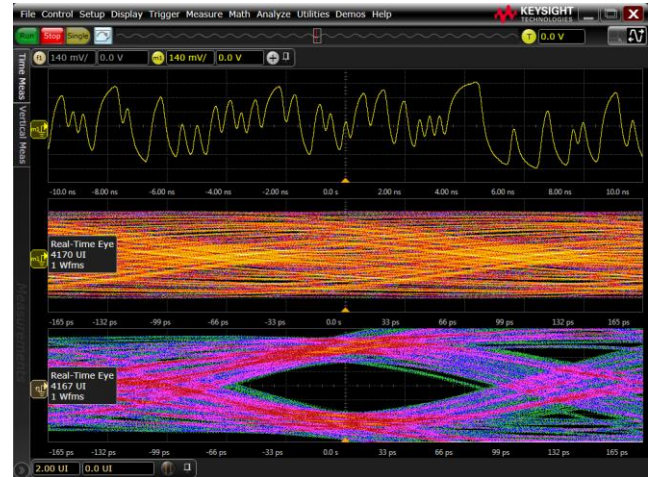 File Control Setup Display Trigger Measure Math Analyze Utilities Demos Help
KEYSIGHT
TECHNOLOGIES
Run Stop Single
T 0.0 V
f1 140 mV/ 0.0 V m1 140 mV/ 0.0 V
Time Meas
Vertical Meas
Measurements
m1
-10.0 ns -8.00 ns -6.00 ns -4.00 ns -2.00 ns 0.0 s 2.00 ns 4.00 ns 6.00 ns 8.00 ns 10.0 ns
Real-Time Eye
4170 UI
1 Wfms
m1
-165 ps -132 ps -99 ps -66 ps -33 ps 0.0 s 33 ps 66 ps 99 ps 132 ps 165 ps
Real-Time Eye
4167 UI
1 Wfms
f1
-165 ps -132 ps -99 ps -66 ps -33 ps 0.0 s 33 ps 66 ps 99 ps 132 ps 165 ps
2.00 UI 0.0 UI